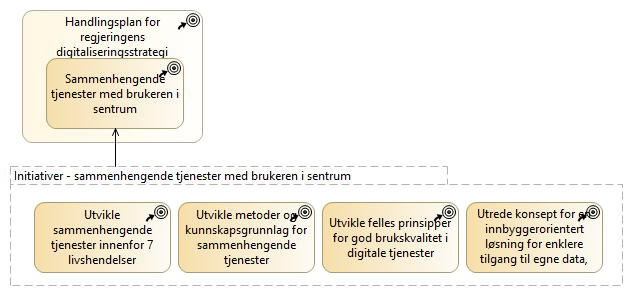 Handlingsplan for
regjeringens
digitaliseringsstrategi
Sammenhengende
tjenester med brukeren i
sentrum
Initiativer - sammenhengende tjenester med brukeren i sentrum
Utvikle
sammenhengende
tjenester innenfor 7
livshendelser
Utvikle metoder og
kunnskapsgrunnlag for
sammenhengende
tjenester
Utvikle felles prinsipper
for god brukskvalitet i
digitale tjenester
Utrede konsept for en
innbyggerorientert
løsning for enklere
tilgang til egne data,